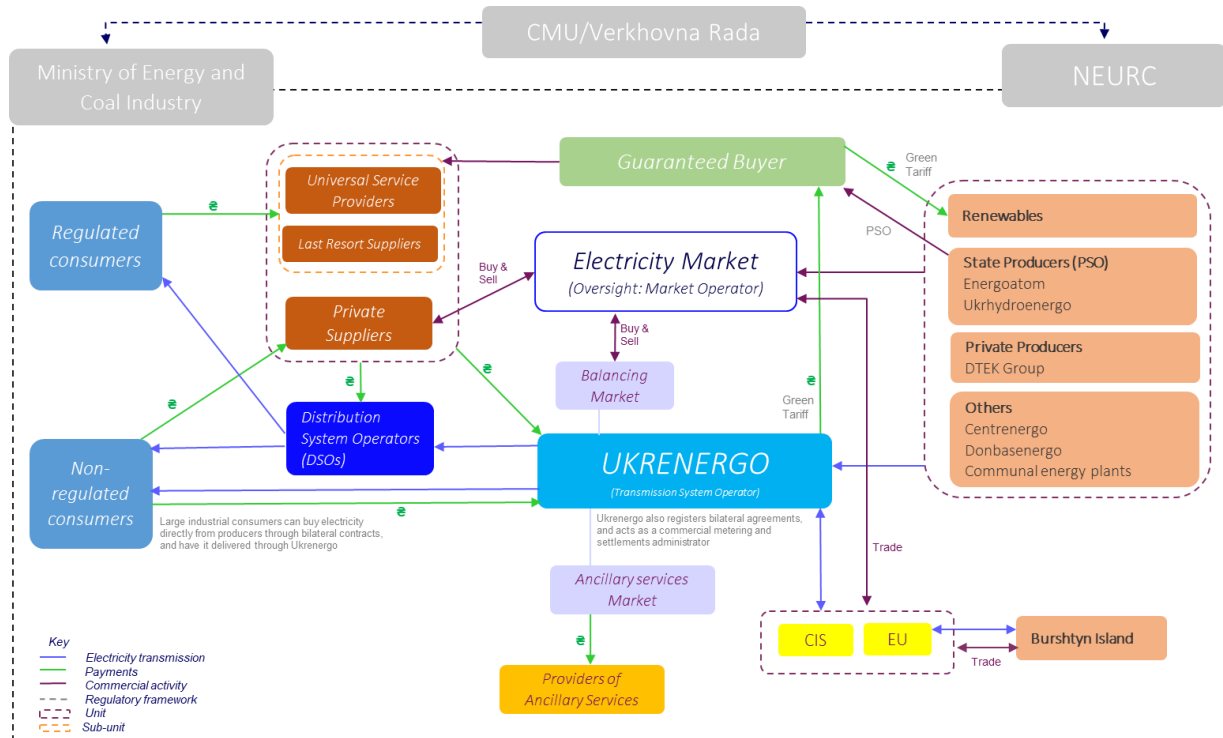 CMU/Verkhovna Rada
Ministry of Energy and
Coal Industry
NEURC
Guaranteed Buyer
₴
Green
Tariff
Universal Service
Providers
Last Resort Suppliers
Private
Suppliers
₴
Regulated
consumers
PSO
Renewables
State Producers (PSO)
Energoatom
Ukrhydroenergo
Private Producers
DTEK Group
Others
Centrenergo
Donbasenergo
Communal energy plants
Buy &
Sell
Electricity Market
(Oversight: Market Operator)
Buy &
Sell
Balancing
Market
₴
₴
₴
₴
Green
Tariff
Distribution
System Operators
(DSOs)
UKRENERGO
(Transmission System Operator)
Non-
regulated
consumers
₴
Large industrial consumers can buy electricity
directly from producers through bilateral contracts,
and have it delivered through Ukrenergo
Ukrenergo also registers bilateral agreements,
and acts as a commercial metering and
settlements administrator
Trade
Ancillary services
Market
₴
Providers of
Ancillary Services
CIS
EU
Trade
Burshtyn Island
Key
Electricity transmission
Payments
Commercial activity
Regulatory framework
Unit
Sub-unit